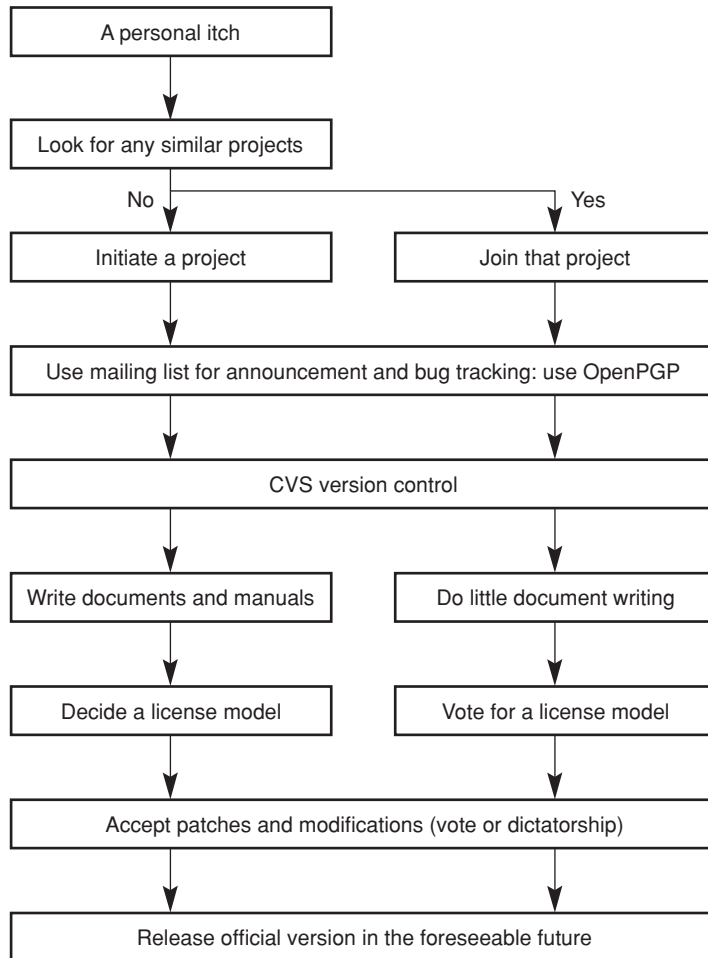 A personal itch
Look for any similar projects
No
Yes
Initiate a project
Join that project
Use mailing list for announcement and bug tracking: use OpenPGP
CVS version control
Write documents and manuals
Do little document writing
Decide a license model
Vote for a license model
Accept patches and modifications (vote or dictatorship)
Release official version in the foreseeable future